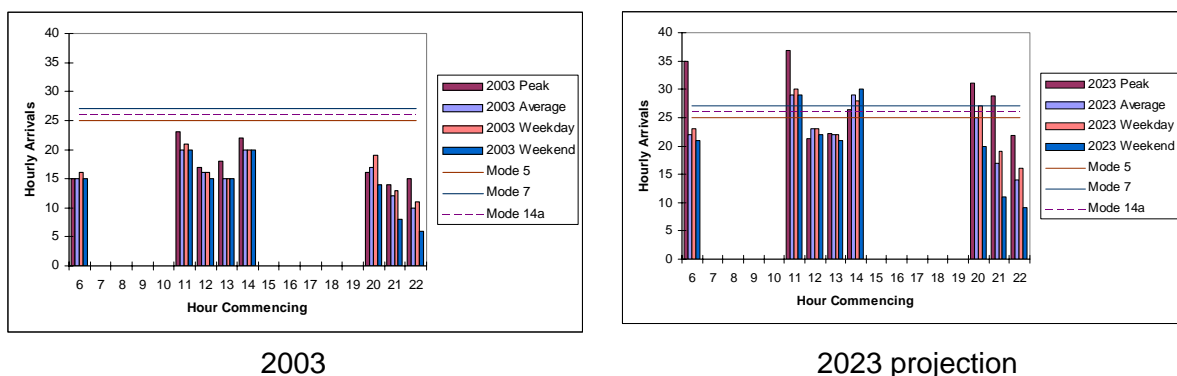 40
35
30
25
20
15
10
5
0
Hourly Arrivals
6 7 8 9 10 11 12 13 14 15 16 17 18 19 20 21 22
Hour Commencing
2003 Peak
2003 Average
2003 Weekday
2003 Weekend
Mode 5
Mode 7
Mode 14a
2003
40
35
30
25
20
15
10
5
0
Hourly Arrivals
6 7 8 9 10 11 12 13 14 15 16 17 18 19 20 21 22
Hour Commencing
2023 Peak
2023 Average
2023 Weekday
2023 Weekend
Mode 5
Mode 7
Mode 14a
2023 projection